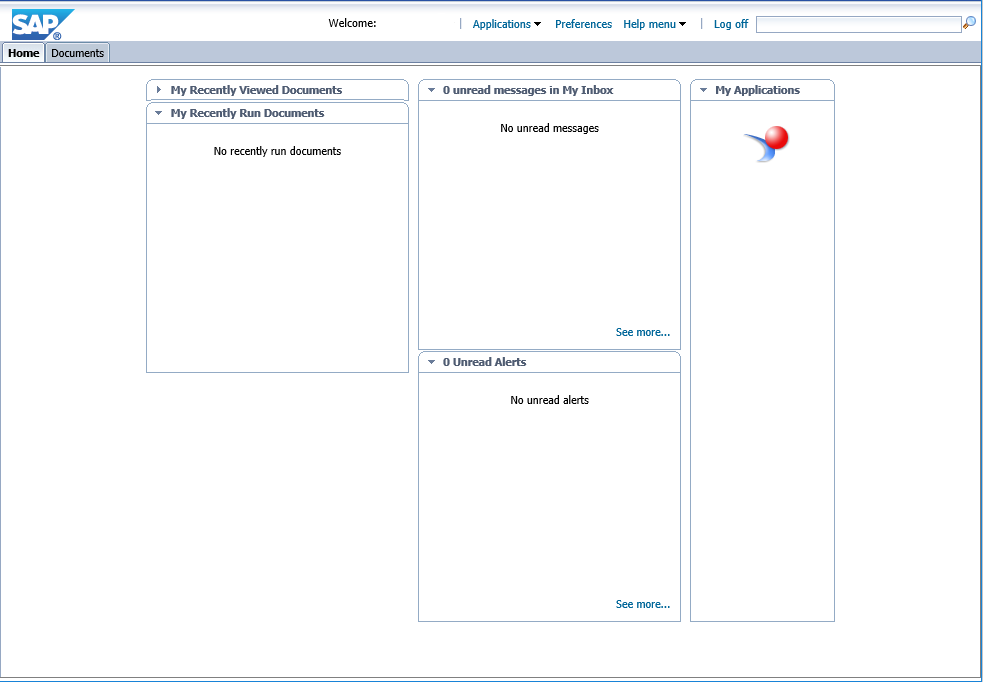 SAP ®
Welcome: | Applications Preferences Help menu | Log off
Home Documents
My Recently Viewed Documents
My Recently Run Documents
No recently run documents
0 unread messages in My Inbox
No unread messages
See more...
0 Unread Alerts
No unread alerts
See more...
My Applications